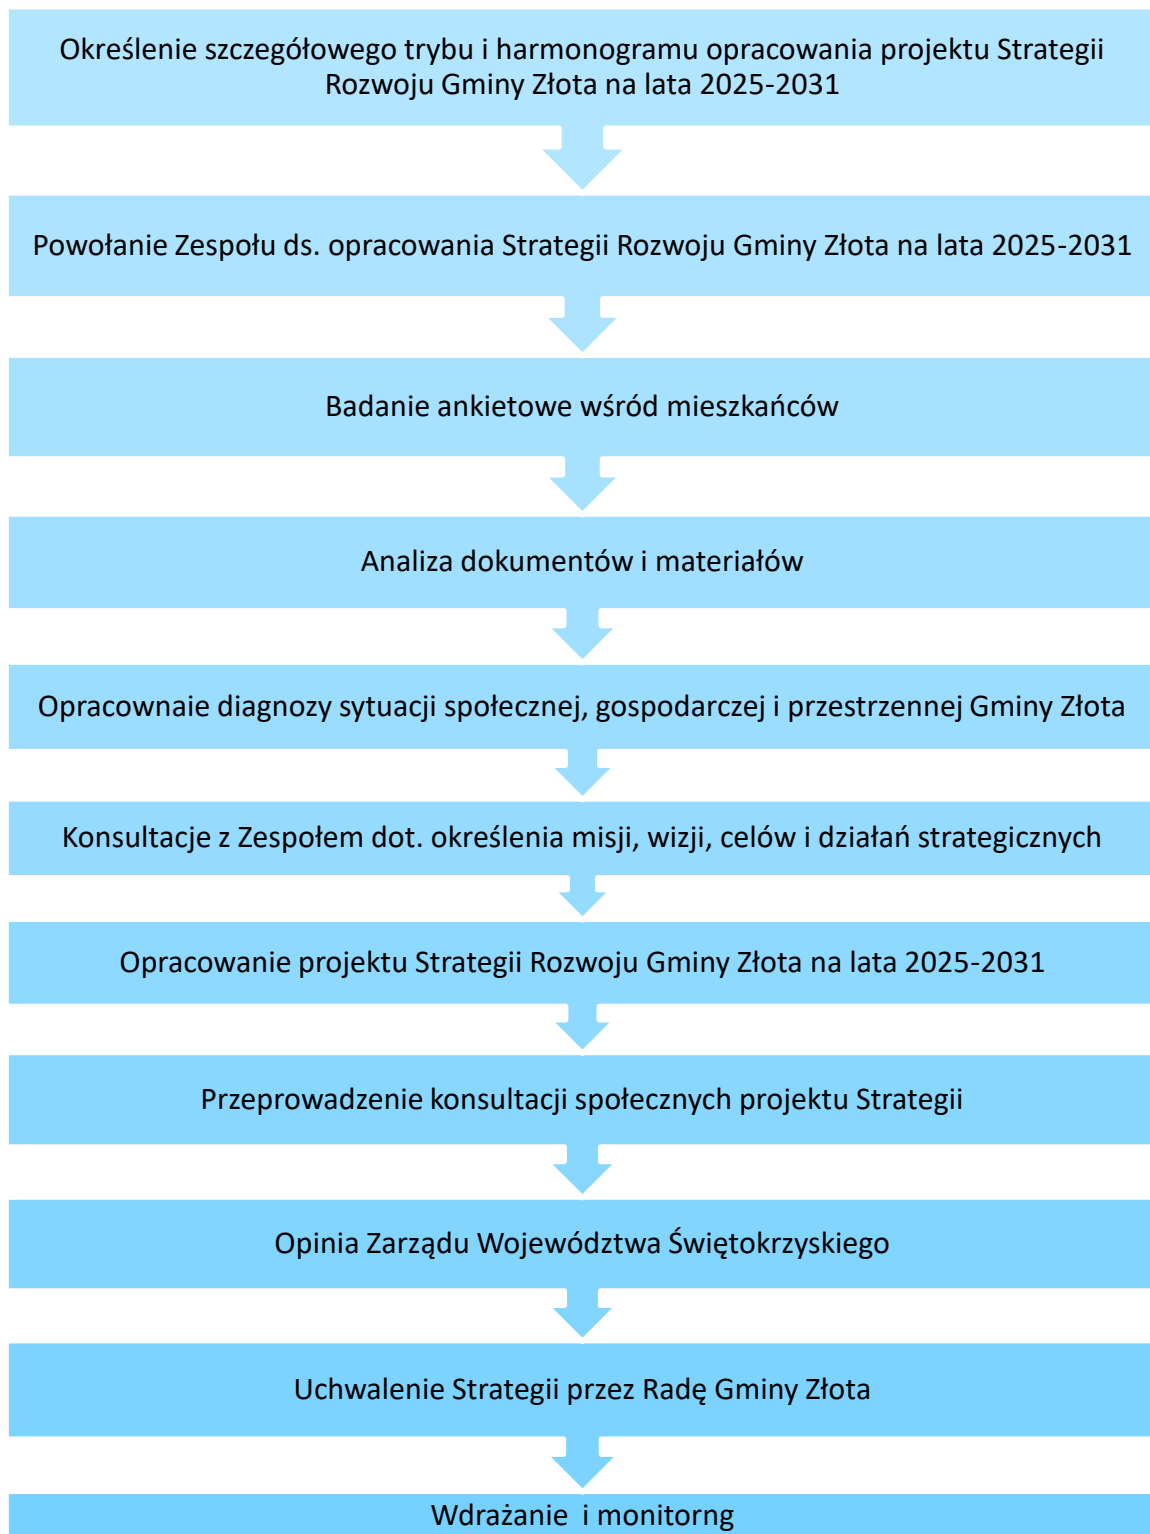 Określenie szczegółowego trybu i harmonogramu opracowania projektu Strategii
Rozwoju Gminy Złota na lata 2025-2031
Powołanie Zespołu ds. opracowania Strategii Rozwoju Gminy Złota na lata 2025-2031
Badanie ankietowe wśród mieszkańców
Analiza dokumentów i materiałów
Opracownaie diagnozy sytuacji społecznej, gospodarczej i przestrzennej Gminy Złota
Konsultacje z Zespołem dot. określenia misji, wizji, celów i działań strategicznych
Opracowanie projektu Strategii Rozwoju Gminy Złota na lata 2025-2031
Przeprowadzenie konsultacji społecznych projektu Strategii
Opinia Zarządu Województwa Świętokrzyskiego
Uchwalenie Strategii przez Radę Gminy Złota
Wdrażanie  i monitorng